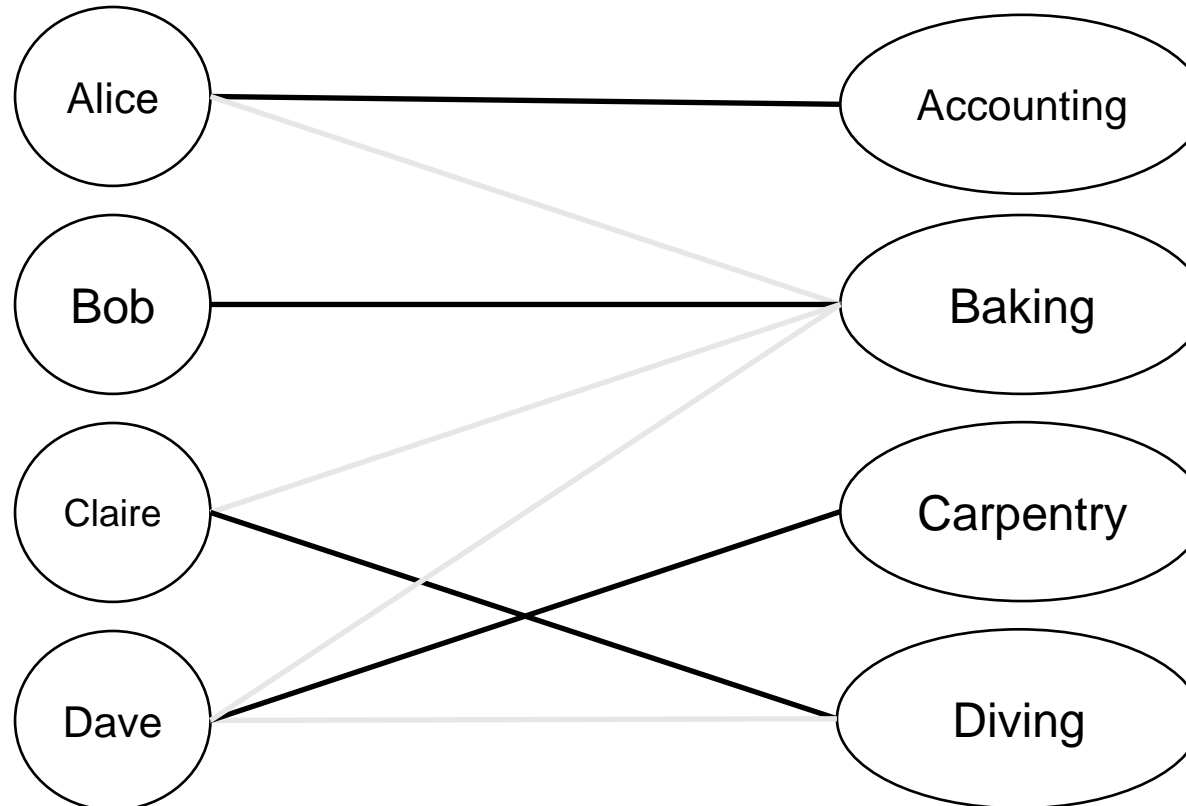 Alice
Accounting
Bob
Baking
Claire
Carpentry
Dave
Diving